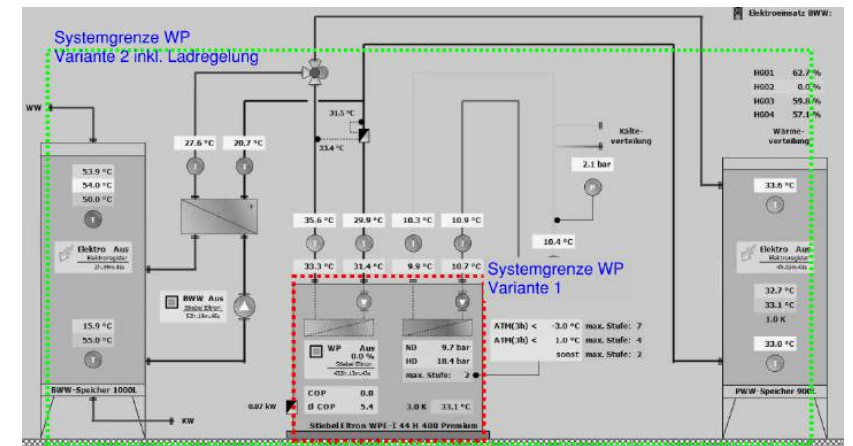 Elektroeinsatz BWW:
Systemgrenze WP
Variante 2 inkl. Ladregelung
HG01 62.7 %
HG02 0.0 %
HG03 59.8 %
HG04 57.1 %
WW
31.5 °C
33.4 °C
27.6 °C 20.7 °C
Kälte-
verteilung
Wärme-
verteilung
2.1 bar
P
53.9 °C
54.0 °C
50.0 °C
T
33.6 °C
T
35.6 °C 29.9 °C 10.3 °C 10.9 °C
10.4 °C
33.3 °C 31.4 °C 9.9 °C 10.7 °C
Systemgrenze WP
Variante 1
Elektro Aus
Elektroregister
Elektro Aus
Elektroregister
BWW Aus
Stiebel Eltron
32.7 °C
33.1 °C
1.0 K
15.9 °C
55.0 °C
T
33.0 °C
T
WP Aus
0.0 %
Stiebel Eltron
ND 9.7 bar
HD 18.4 bar
max. Stufe: 2
ATM(3h) < -3.0 °C max. Stufe: 7
ATM(3h) < 1.0 °C max. Stufe: 4
sonst max. Stufe: 2
COP 0.0
Ø COP 5.4
3.0 K 33.1 °C
0.07 kW
BWW-Speicher 1000L
PWW-Speicher 900L
KW
Stiebel Eltron WPE-I 44 H 400 Premium